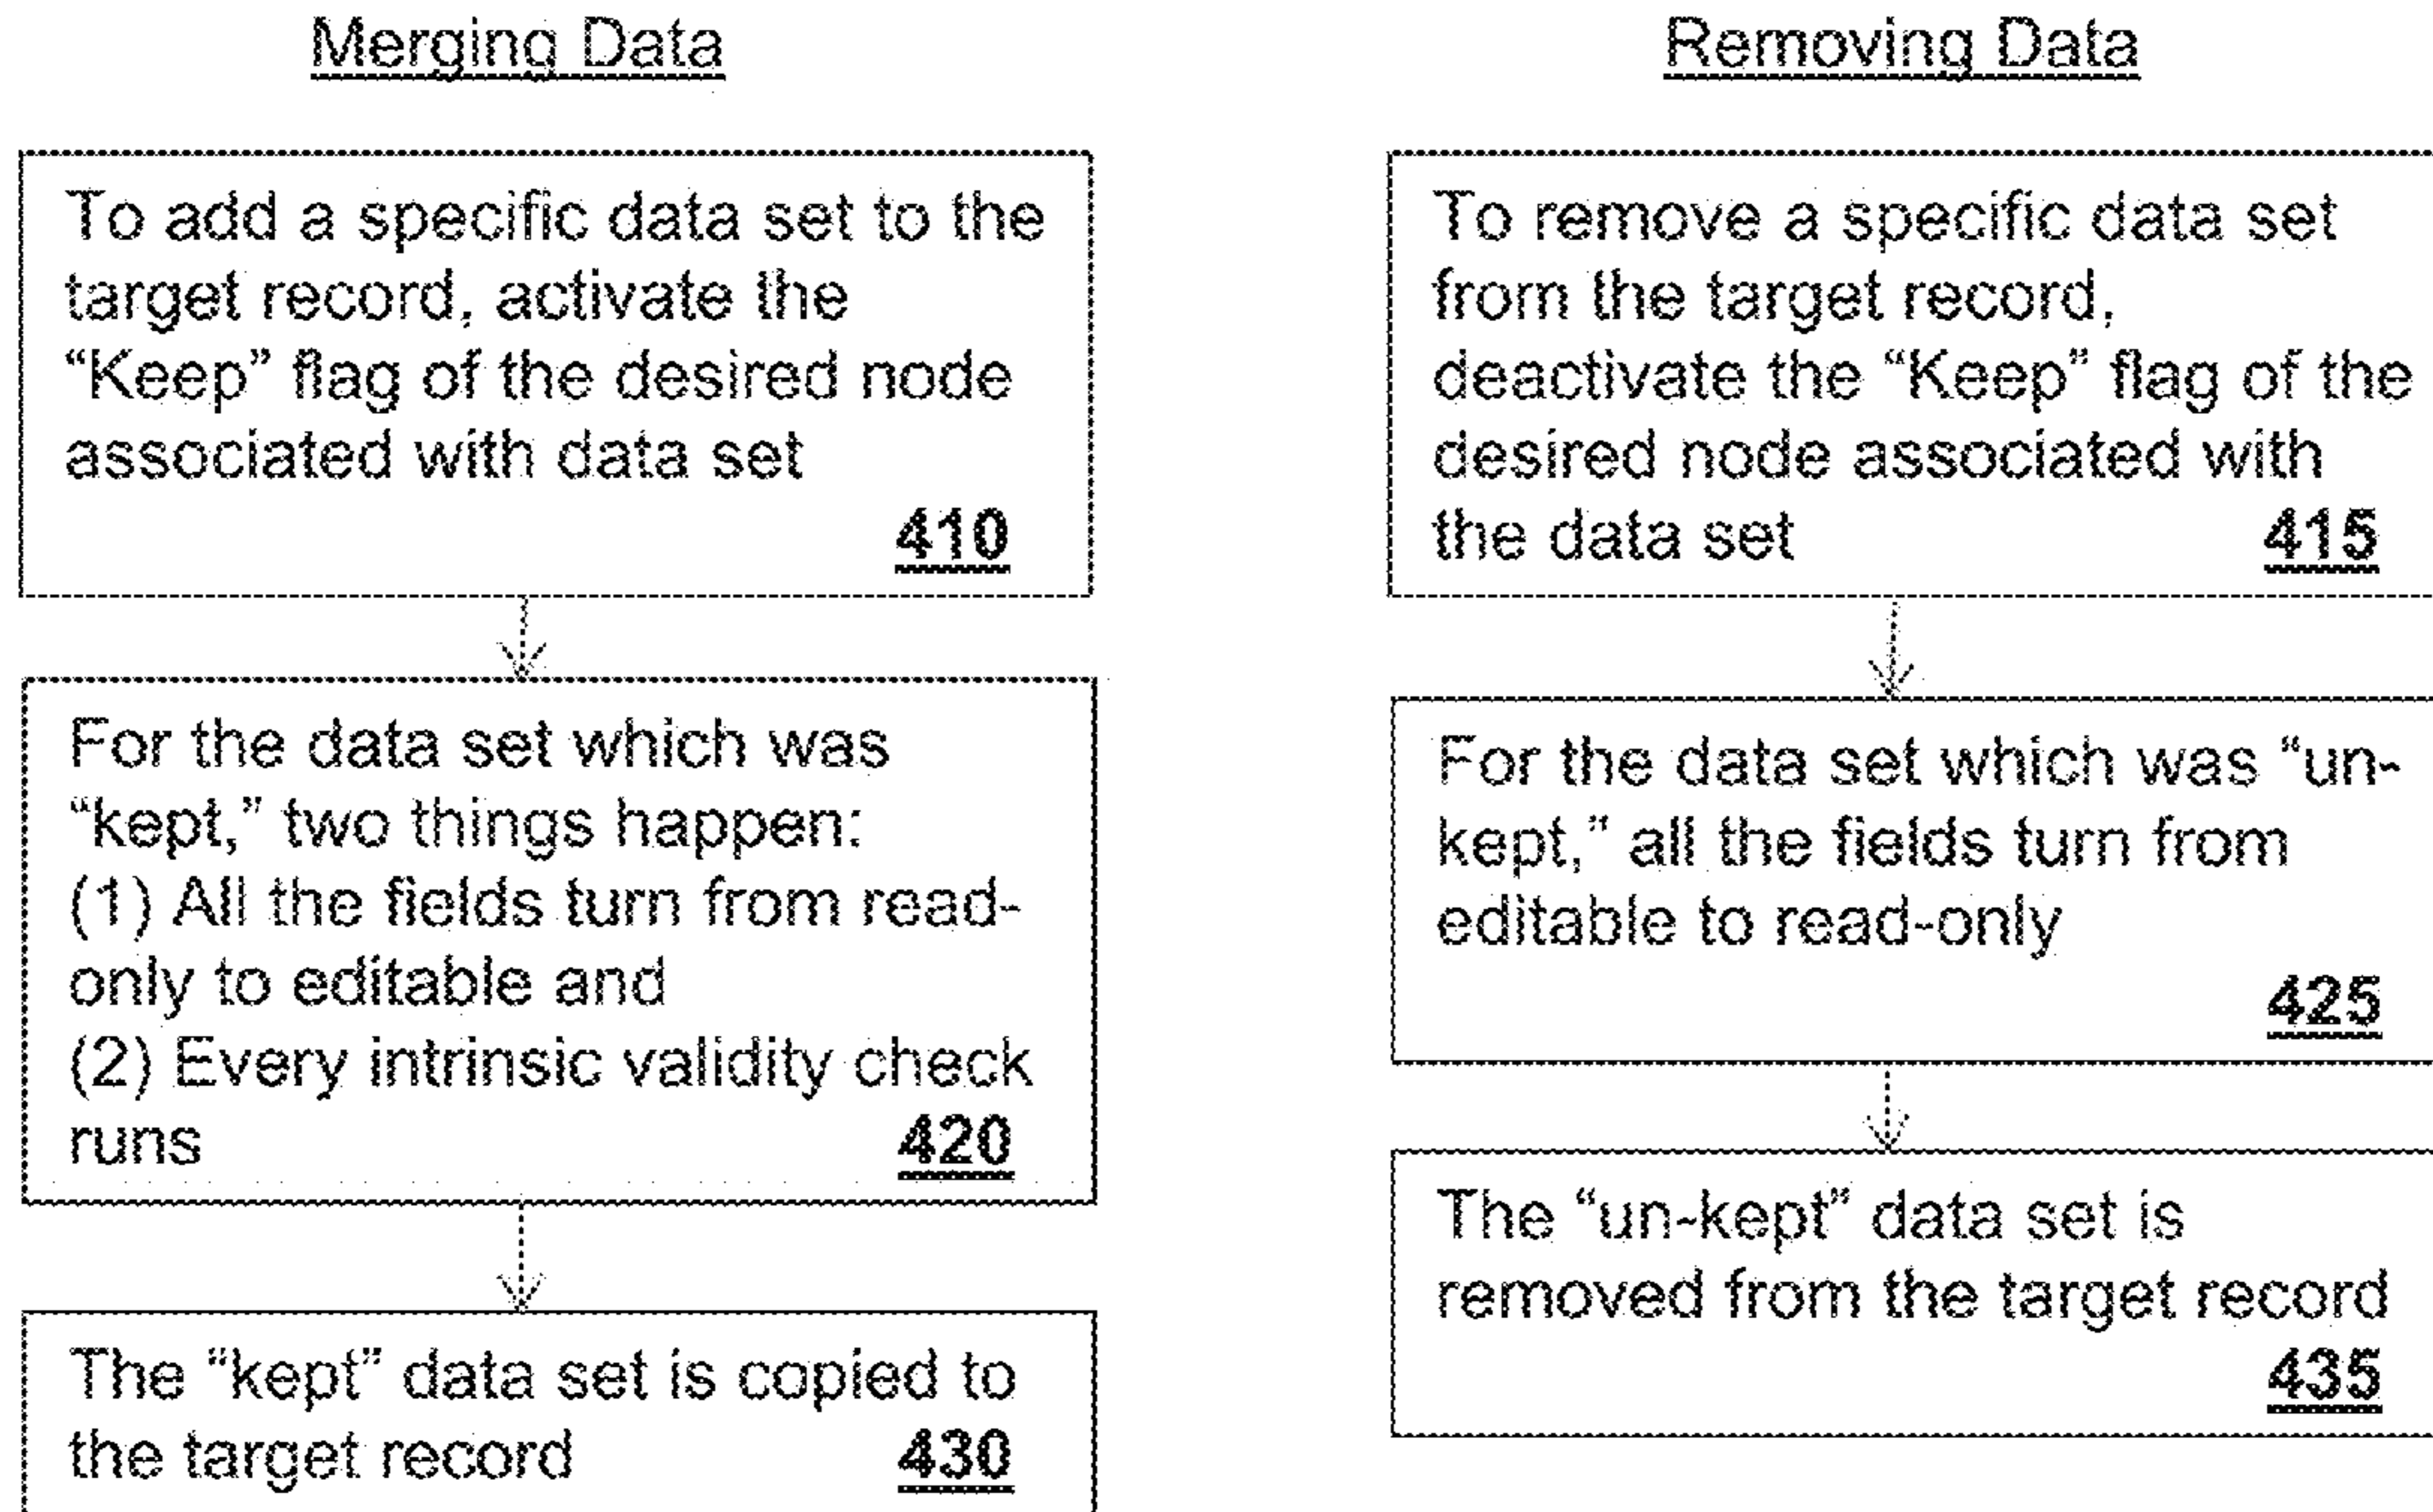 Merging Data
To add a specific data set to the
target record, activate the
“Keep” flag of the desired node
associated with data set
410
For the data set which was
“kept,” two things happen:
(1) All the fields turn from read-
only to editable and
(2) Every intrinsic validity check
runs 420
The “kept” data set is copied to
the target record 430
Removing Data
To remove a specific data set
from the target record,
deactivate the “Keep” flag of the
desired node associated with
the data set 415
For the data set which was “un-
kept,” all the fields turn from
editable to read-only
425
The “un-kept” data set is
removed from the target record
435